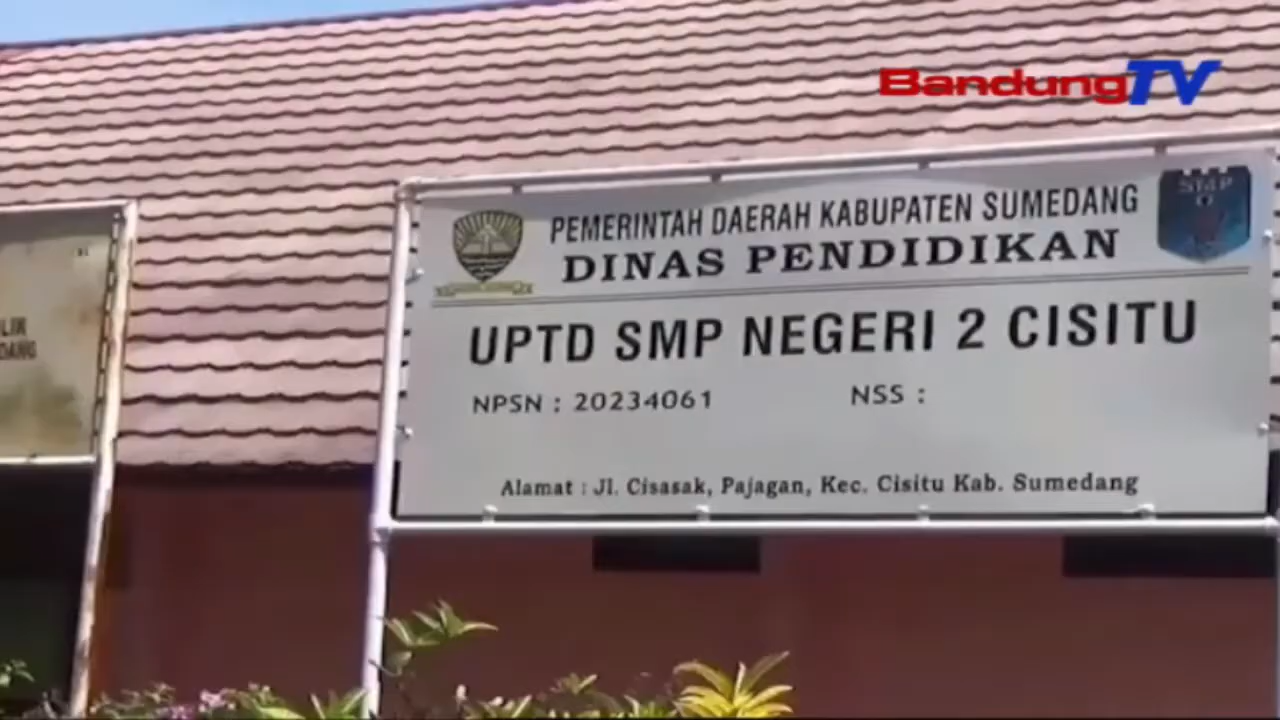 BandungTV
PEMERINTAH DAERAH KABUPATEN SUMEDANG
DINAS PENDIDIKAN
SMP
UPTD SMP NEGERI 2 CISITU
NPSN : 20234061 NSS :
Alamat : Jl. Cisasak, Pajagan, Kec. Cisitu Kab. Sumedang